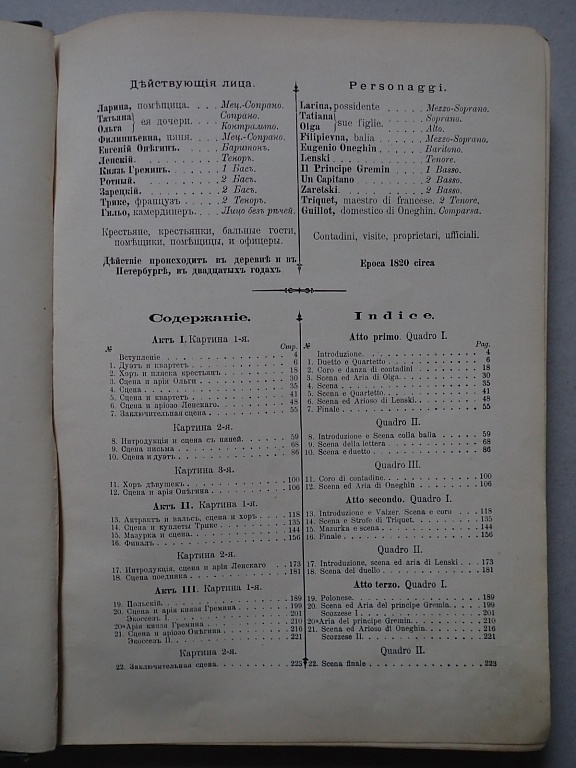 Дѣйствующія лица.
Ларина, помѣщица. . . . Мец.-Сопрано.
Татьяна } ея дочери. . . Сопрано.
Ольга } Контральто.
Филипьевна, няня. . . . Мец.-Сопрано.
Евгеній Онѣгинъ. . . . Баритонъ.
Ленскій. . . . Теноръ.
Князь Греминъ. . . . 1 Басъ.
Ротный. . . . 2 Басъ.
Зарецкій. . . . 2 Басъ.
Трике, французъ . . 2 Теноръ.
Гильо, камердинеръ. . . Лицо безъ рѣчей.
Крестьяне, крестьянки, бальные гости,
помѣщики, помѣщицы, и офицеры.
Дѣйствіе происходитъ въ деревнѣ и въ
Петербургѣ, въ двадцатыхъ годахъ
Personaggi.
Larina, possidente . . . . Mezzo-Soprano.
Tatiana } sue figlie. . . . Soprano.
Olga } Alto.
Filipievna, balia . . . . Mezzo-Soprano.
Eugenio Oneghin . . . . Baritono.
Lenski . . . . Tenore.
Il Principe Gremin . . . 1 Basso.
Un Capitano . . . . 2 Basso.
Zaretski. . . . 2 Basso.
Triquet, maestro di francese. 2 Tenore.
Guillot, domestico di Oneghin. Comparsa.
Contadini, visite, proprietari, ufficiali.
Epoca 1820 circa
Содержаніе.
Актъ I. Картина 1-я.
№ Стр.
Вступленіе . . . . 4
1. Дуэтъ и квартетъ . . . . 6
2. Хоръ и пляска крестьянъ . . . . 18
3. Сцена и арія Ольги . . . . 30
4. Сцена . . . . 35
5. Сцена и квартетъ . . . . 41
6. Сцена и аріозо Ленскаго . . . . 48
7. Заключительная сцена . . . . 55
Картина 2-я.
8. Интродукція и сцена съ няней. . . . 59
9. Сцена письма . . . . 68
10. Сцена и дуэтъ. . . . 86
Картина 3-я.
11. Хоръ дѣвушекъ . . . . 100
12. Сцена и арія Онѣгина . . . . 106
Актъ II. Картина 1-я.
13. Антрактъ и вальсъ, сцена и хоръ . . 118
14. Сцена и куплеты Трике . . . . 135
15. Мазурка и сцена. . . . 144
16. Финалъ. . . . 156
Картина 2-я.
17. Интродукція, сцена и арія Ленскаго . . 173
18. Сцена поединка . . . . 181
Актъ III. Картина 1-я.
19. Польскій . . . . 189
20. Сцена и арія князя Гремина . . . . 199
Экоссезъ I. . . . 201
20а Арія князя Гремина . . . . 210
21. Сцена и аріозо Онѣгина . . . . 216
Экоссезъ II. . . . 221
Картина 2-я.
22. Заключительная сцена. . . . 223
Indice.
Atto primo. Quadro I.
№ Pag.
Introduzione. . . . 4
1. Duetto e Quartetto . . . . 6
2. Coro e danza di contadini . . . . 18
3. Scena ed Aria di Olga. . . . 30
4. Scena . . . . 35
5. Scena e Quartetto. . . . 41
6. Scena ed Arioso di Lenski. . . . 48
7. Finale . . . . 55
Quadro II.
8. Introduzione e Scena colla balia . . . 59
9. Scena della lettera . . . . 68
10. Scena e duetto . . . . 86
Quadro III.
11. Coro di contadine. . . . 100
12. Scena ed Aria di Oneghin . . . . 106
Atto secondo. Quadro I.
13. Introduzione e Valzer. Scena e coro . . 118
14. Scena e Strofe di Triquet. . . . 135
15. Mazurka e scena . . . . 144
16. Finale . . . . 156
Quadro II.
17. Introduzione, scena ed aria di Lenski . . 173
18. Scena del duello . . . . 181
Atto terzo. Quadro I.
19. Polonese. . . . 189
20. Scena ed Aria del principe Gremin. . . 199
Scozzese I . . . . 201
20a Aria del principe Gremin. . . . 210
21. Scena ed Arioso di Oneghin. . . . 216
Scozzese II. . . . 221
Quadro II.
22. Scena finale . . . . 223